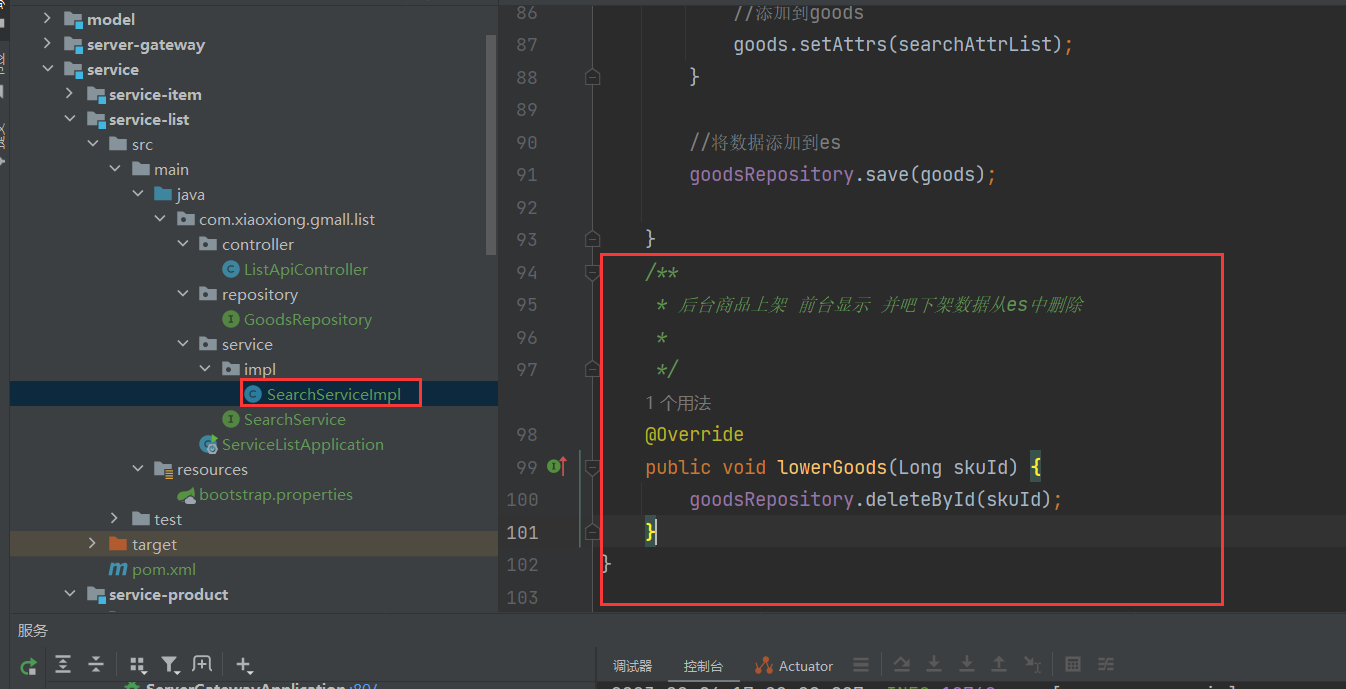 model
server-gateway
service
service-item
service-list
src
main
java
com.xiaoxiong.gmall.list
controller
ListApiController
repository
GoodsRepository
service
impl
SearchServiceImpl
SearchService
ServiceListApplication
resources
bootstrap.properties
test
target
pom.xml
service-product
86 //添加到goods
87 goods.setAttrs(searchAttrList);
88 }
89
90 //将数据添加到es
91 goodsRepository.save(goods);
92
93 }
94 /**
95 * 后台商品上架 前台显示 并吧下架数据从es中删除
96 *
97 */
1 个用法
98 @Override
99 public void lowerGoods(Long skuId) {
100 goodsRepository.deleteById(skuId);
101 }
102 }
103
服务
调试器 控制台 Actuator
ServerGatewayApplication